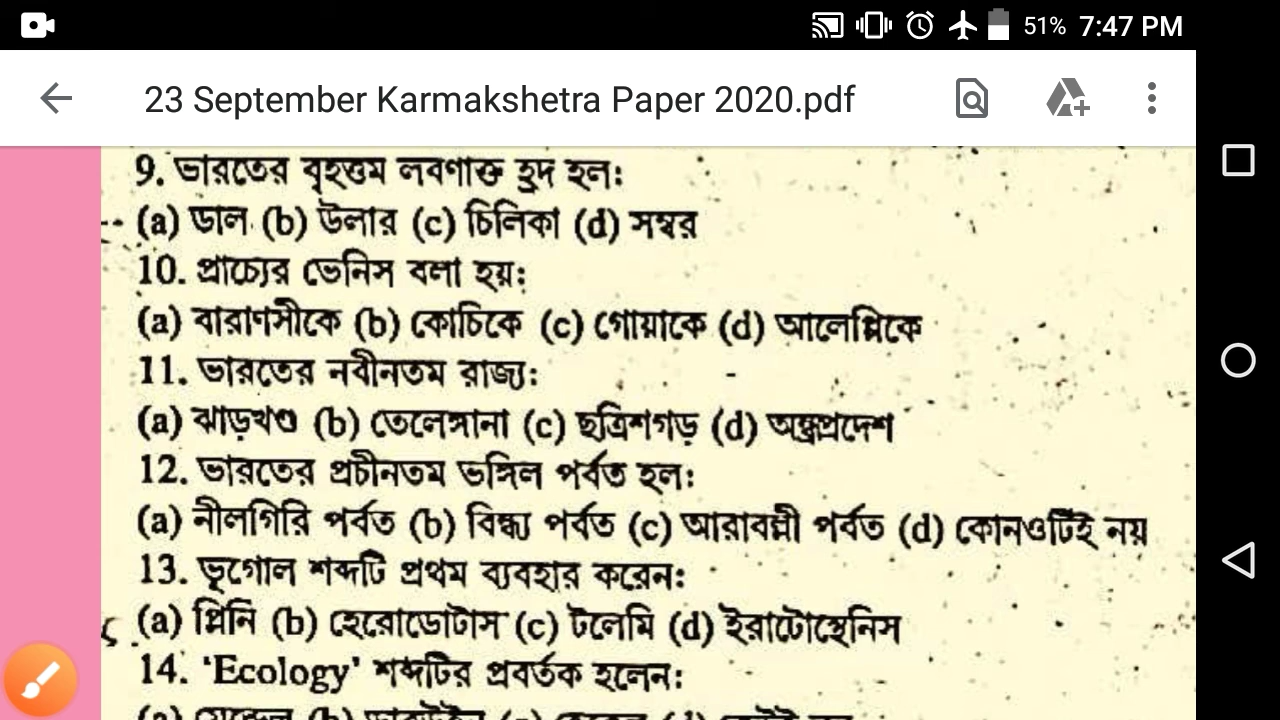 51% 7:47 PM
23 September Karmakshetra Paper 2020.pdf
9. ভারতের বৃহত্তম লবণাক্ত হ্রদ হল:
(a) ডাল (b) উলার (c) চিলিকা (d) সম্বর
10. প্রাচ্যের ভেনিস বলা হয়:
(a) বারাণসীকে (b) কোচিকে (c) গোয়াকে (d) আলেপ্পিকে
11. ভারতের নবীনতম রাজ্য:
(a) ঝাড়খণ্ড (b) তেলেঙ্গানা (c) ছত্রিশগড় (d) অন্ধ্রপ্রদেশ
12. ভারতের প্রচীনতম ভঙ্গিল পর্বত হল:
(a) নীলগিরি পর্বত (b) বিন্ধ্য পর্বত (c) আরাবল্লী পর্বত (d) কোনওটিই নয়
13. ভূগোল শব্দটি প্রথম ব্যবহার করেন:
(a) প্লিনি (b) হেরোডোটাস (c) টলেমি (d) ইরাটোস্থেনিস
14. 'Ecology' শব্দটির প্রবর্তক হলেন: